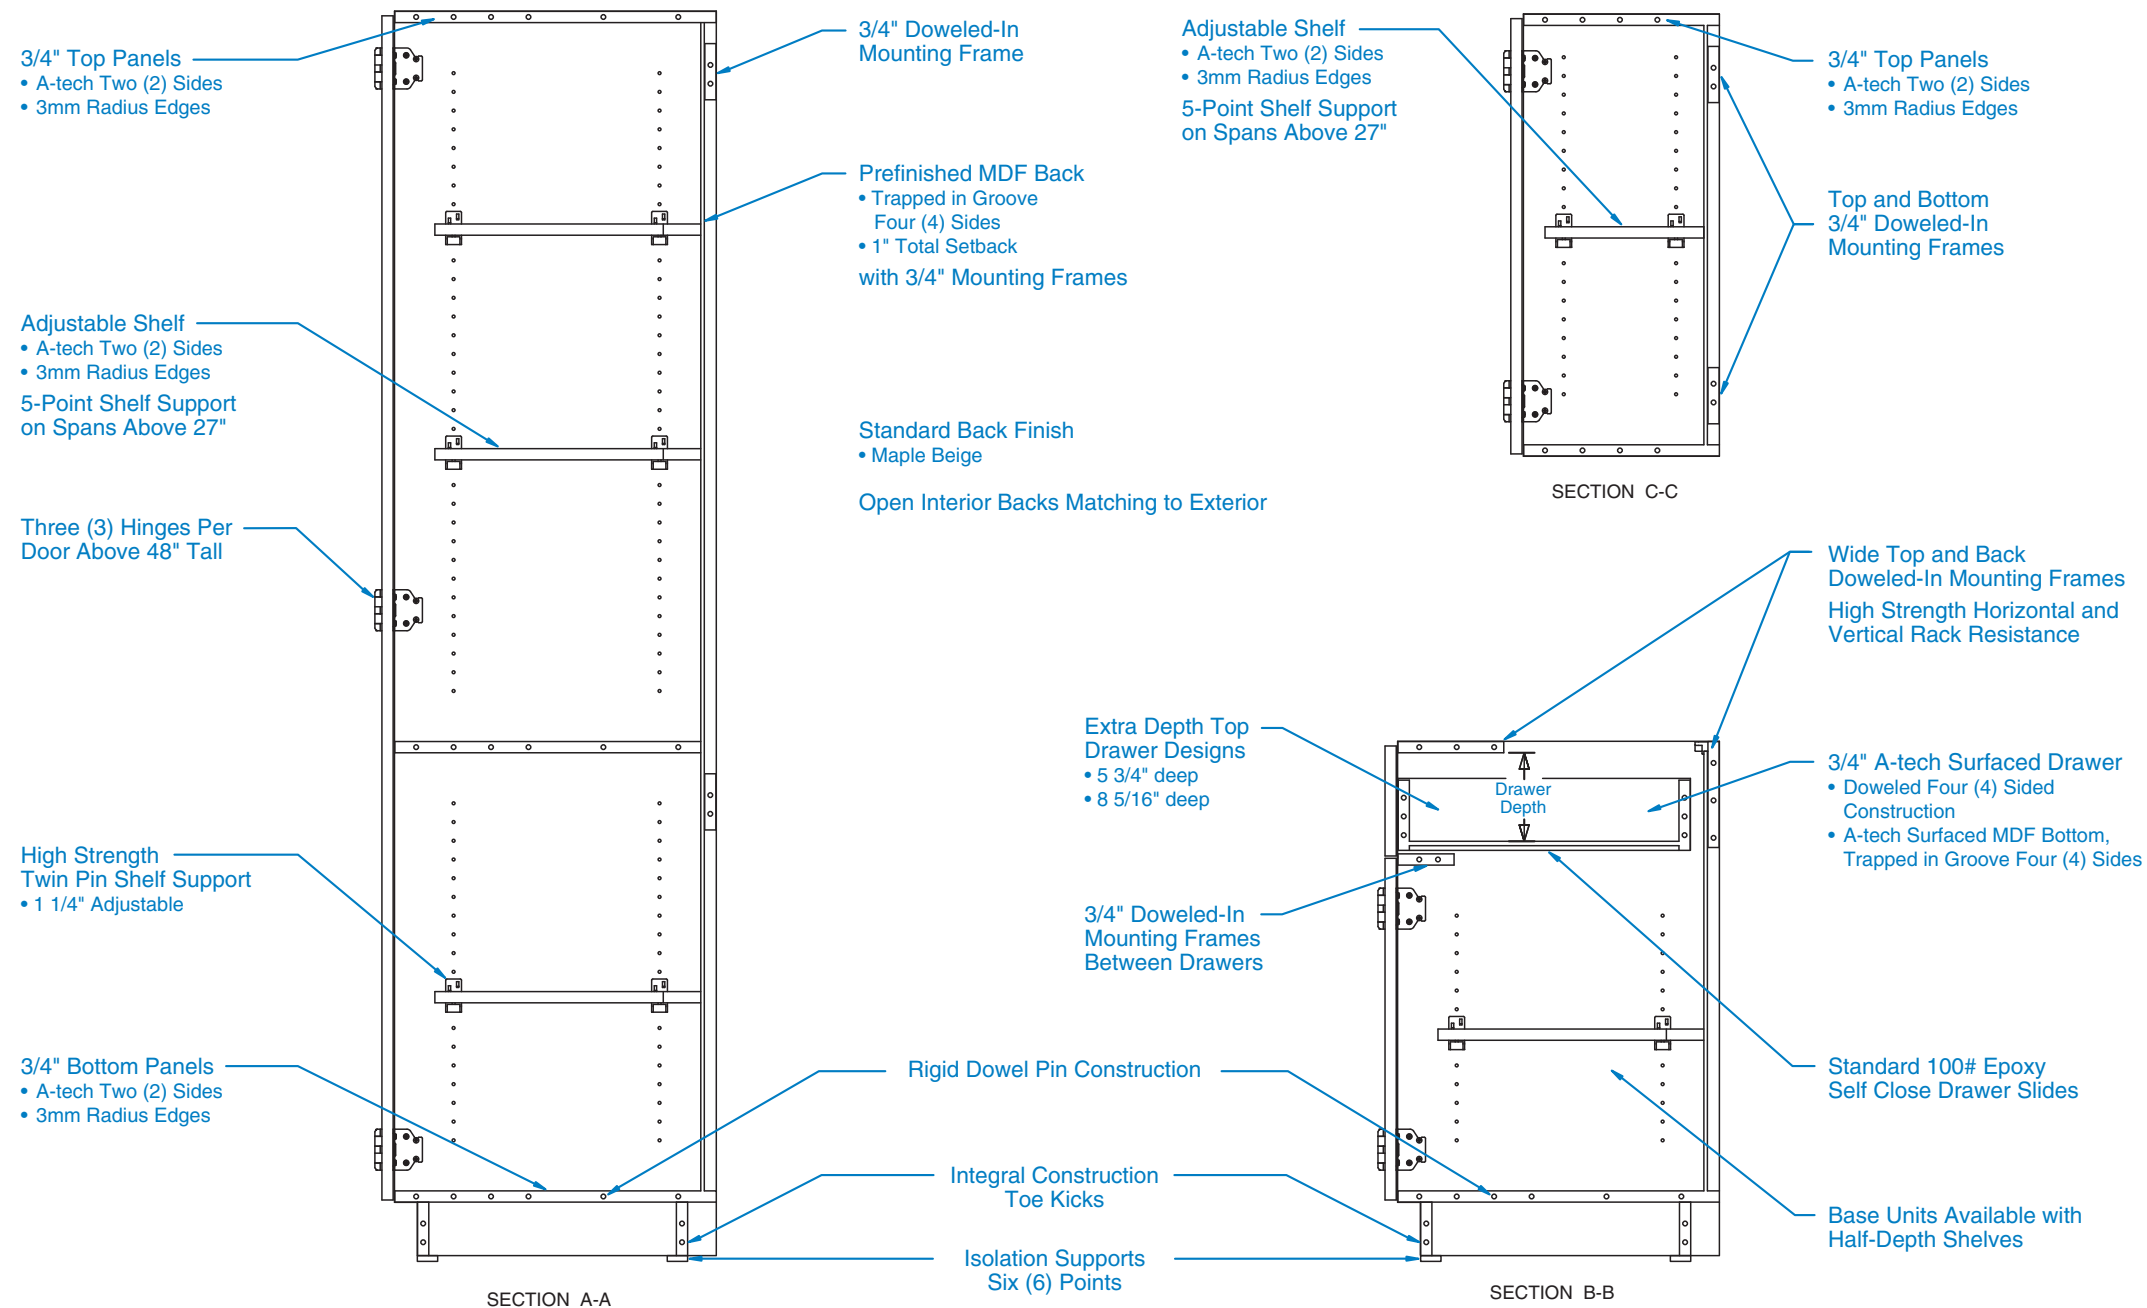 3/4" Top Panels
• A-tech Two (2) Sides
• 3mm Radius Edges
Adjustable Shelf
• A-tech Two (2) Sides
• 3mm Radius Edges
5-Point Shelf Support
on Spans Above 27"
Three (3) Hinges Per
Door Above 48" Tall
High Strength
Twin Pin Shelf Support
• 1 1/4" Adjustable
3/4" Bottom Panels
• A-tech Two (2) Sides
• 3mm Radius Edges
SECTION A-A
3/4" Doweled-In
Mounting Frame
Prefinished MDF Back
• Trapped in Groove
Four (4) Sides
• 1" Total Setback
with 3/4" Mounting Frames
Standard Back Finish
• Maple Beige
Open Interior Backs Matching to Exterior
Adjustable Shelf
• A-tech Two (2) Sides
• 3mm Radius Edges
5-Point Shelf Support
on Spans Above 27"
3/4" Top Panels
• A-tech Two (2) Sides
• 3mm Radius Edges
Top and Bottom
3/4" Doweled-In
Mounting Frames
SECTION C-C
Wide Top and Back
Doweled-In Mounting Frames
High Strength Horizontal and
Vertical Rack Resistance
Extra Depth Top
Drawer Designs
• 5 3/4" deep
• 8 5/16" deep
Drawer
Depth
3/4" A-tech Surfaced Drawer
• Doweled Four (4) Sided
Construction
• A-tech Surfaced MDF Bottom,
Trapped in Groove Four (4) Sides
3/4" Doweled-In
Mounting Frames
Between Drawers
Rigid Dowel Pin Construction
Standard 100# Epoxy
Self Close Drawer Slides
Integral Construction
Toe Kicks
Base Units Available with
Half-Depth Shelves
Isolation Supports
Six (6) Points
SECTION B-B